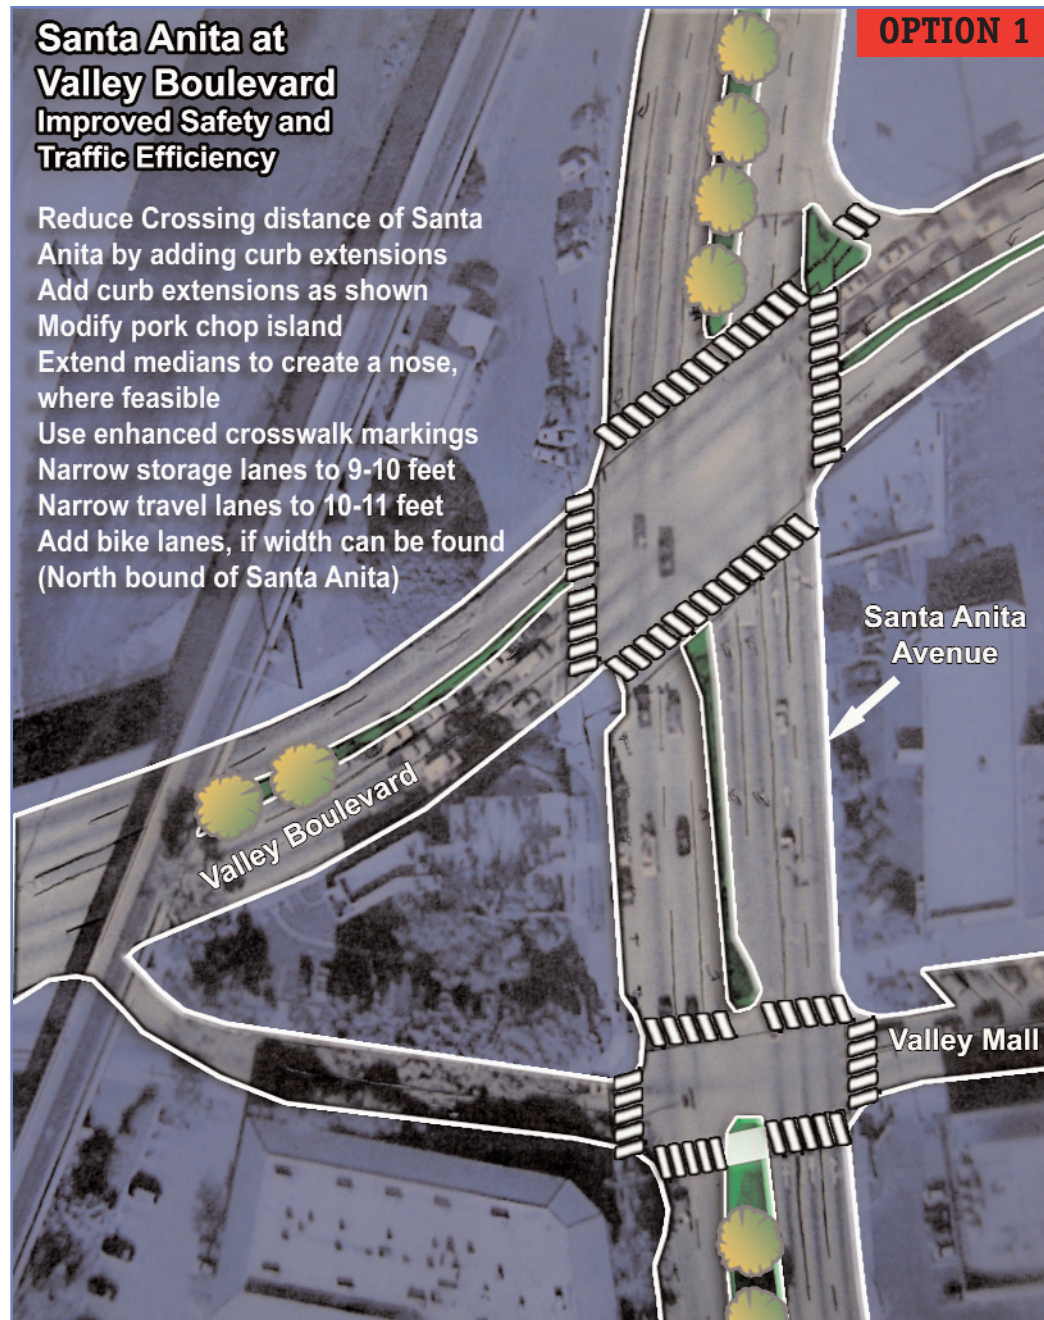 OPTION 1
Santa Anita at
Valley Boulevard
Improved Safety and
Traffic Efficiency
Reduce Crossing distance of Santa
Anita by adding curb extensions
Add curb extensions as shown
Modify pork chop island
Extend medians to create a nose,
where feasible
Use enhanced crosswalk markings
Narrow storage lanes to 9-10 feet
Narrow travel lanes to 10-11 feet
Add bike lanes, if width can be found
(North bound of Santa Anita)
Santa Anita
Avenue
Valley Boulevard
Valley Mall